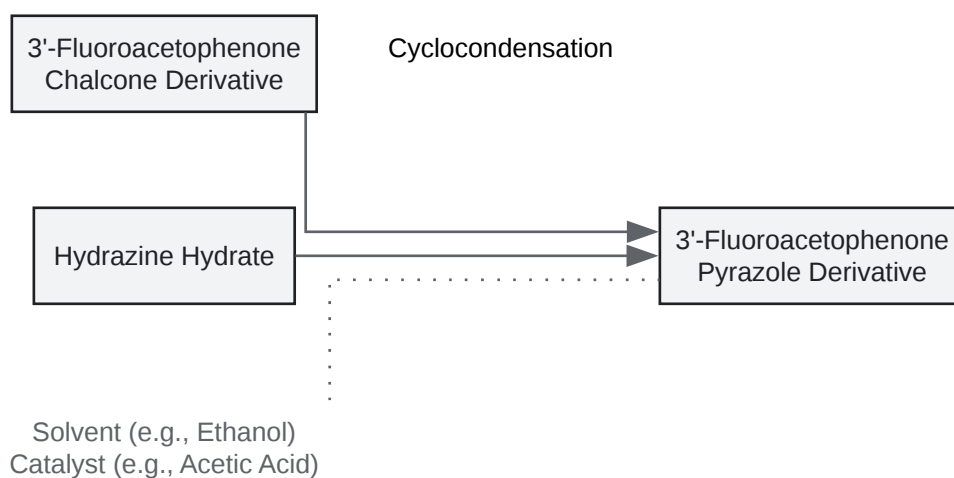 3'-Fluoroacetophenone
Chalcone Derivative
Cyclocondensation
Hydrazine Hydrate
3'-Fluoroacetophenone
Pyrazole Derivative
Solvent (e.g., Ethanol)
Catalyst (e.g., Acetic Acid)